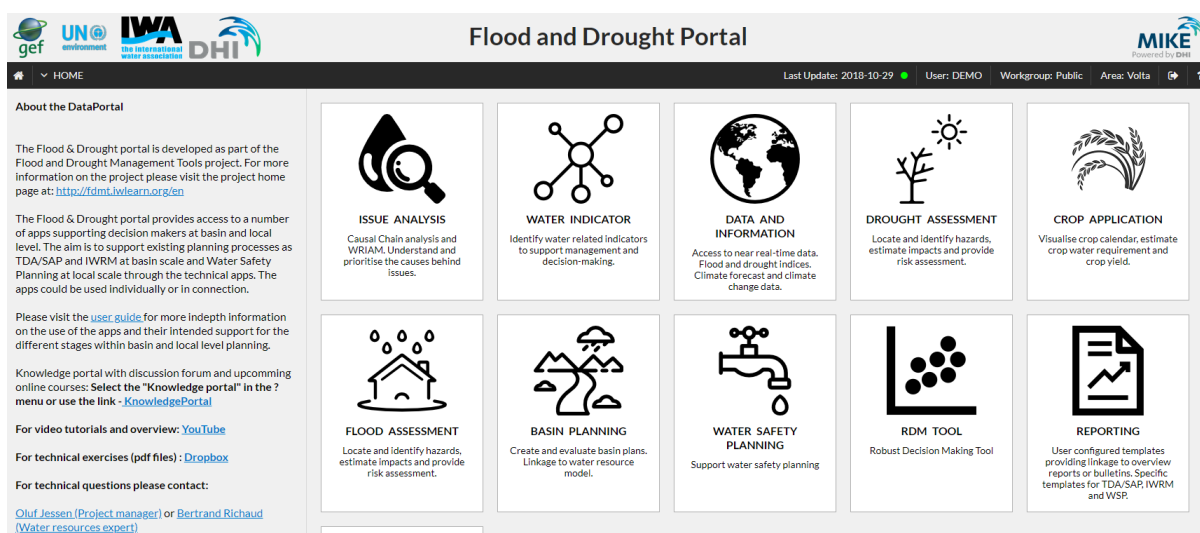 gef
UN
environment
IWA
the international
water association
DHI
Flood and Drought Portal
MIKE
Powered by DHI
HOME
Last Update: 2018-10-29
User: DEMO
Workgroup: Public
Area: Volta
?
About the DataPortal
The Flood & Drought portal is developed as part of the
Flood and Drought Management Tools project. For more
information on the project please visit the project home
page at: http://fdmt.iwlearn.org/en
The Flood & Drought portal provides access to a number
of apps supporting decision makers at basin and local
level. The aim is to support existing planning processes as
TDA/SAP and IWRM at basin scale and Water Safety
Planning at local scale through the technical apps. The
apps could be used individually or in connection.
Please visit the user guide for more indepth information
on the use of the apps and their intended support for the
different stages within basin and local level planning.
Knowledge portal with discussion forum and upcomming
online courses: Select the "Knowledge portal" in the ?
menu or use the link - KnowledgePortal
For video tutorials and overview: YouTube
For technical exercises (pdf files) : Dropbox
For technical questions please contact:
Oluf Jessen (Project manager) or Bertrand Richaud
(Water resources expert)
ISSUE ANALYSIS
Causal Chain analysis and
WRIAM. Understand and
prioritise the causes behind
issues.
WATER INDICATOR
Identify water related indicators
to support management and
decision-making.
DATA AND
INFORMATION
Access to near real-time data.
Flood and drought indices.
Climate forecast and climate
change data.
DROUGHT ASSESSMENT
Locate and identify hazards,
estimate impacts and provide
risk assessment.
CROP APPLICATION
Visualise crop calendar, estimate
crop water requirement and
crop yield.
FLOOD ASSESSMENT
Locate and identify hazards,
estimate impacts and provide
risk assessment.
BASIN PLANNING
Create and evaluate basin plans.
Linkage to water resource
model.
WATER SAFETY
PLANNING
Support water safety planning
RDM TOOL
Robust Decision Making Tool
REPORTING
User configured templates
providing linkage to overview
reports or bulletins. Specific
templates for TDA/SAP, IWRM
and WSP.